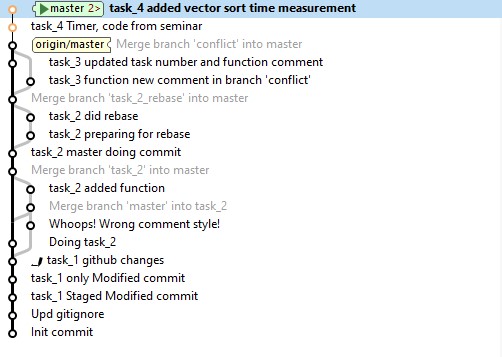 master 2> task_4 added vector sort time measurement
task_4 Timer, code from seminar
origin/master Merge branch 'conflict' into master
task_3 updated task number and function comment
task_3 function new comment in branch 'conflict'
Merge branch 'task_2_rebase' into master
task_2 did rebase
task_2 preparing for rebase
task_2 master doing commit
Merge branch 'task_2' into master
task_2 added function
Merge branch 'master' into task_2
Whoops! Wrong comment style!
Doing task_2
task_1 github changes
task_1 only Modified commit
task_1 Staged Modified commit
Upd gitignore
Init commit